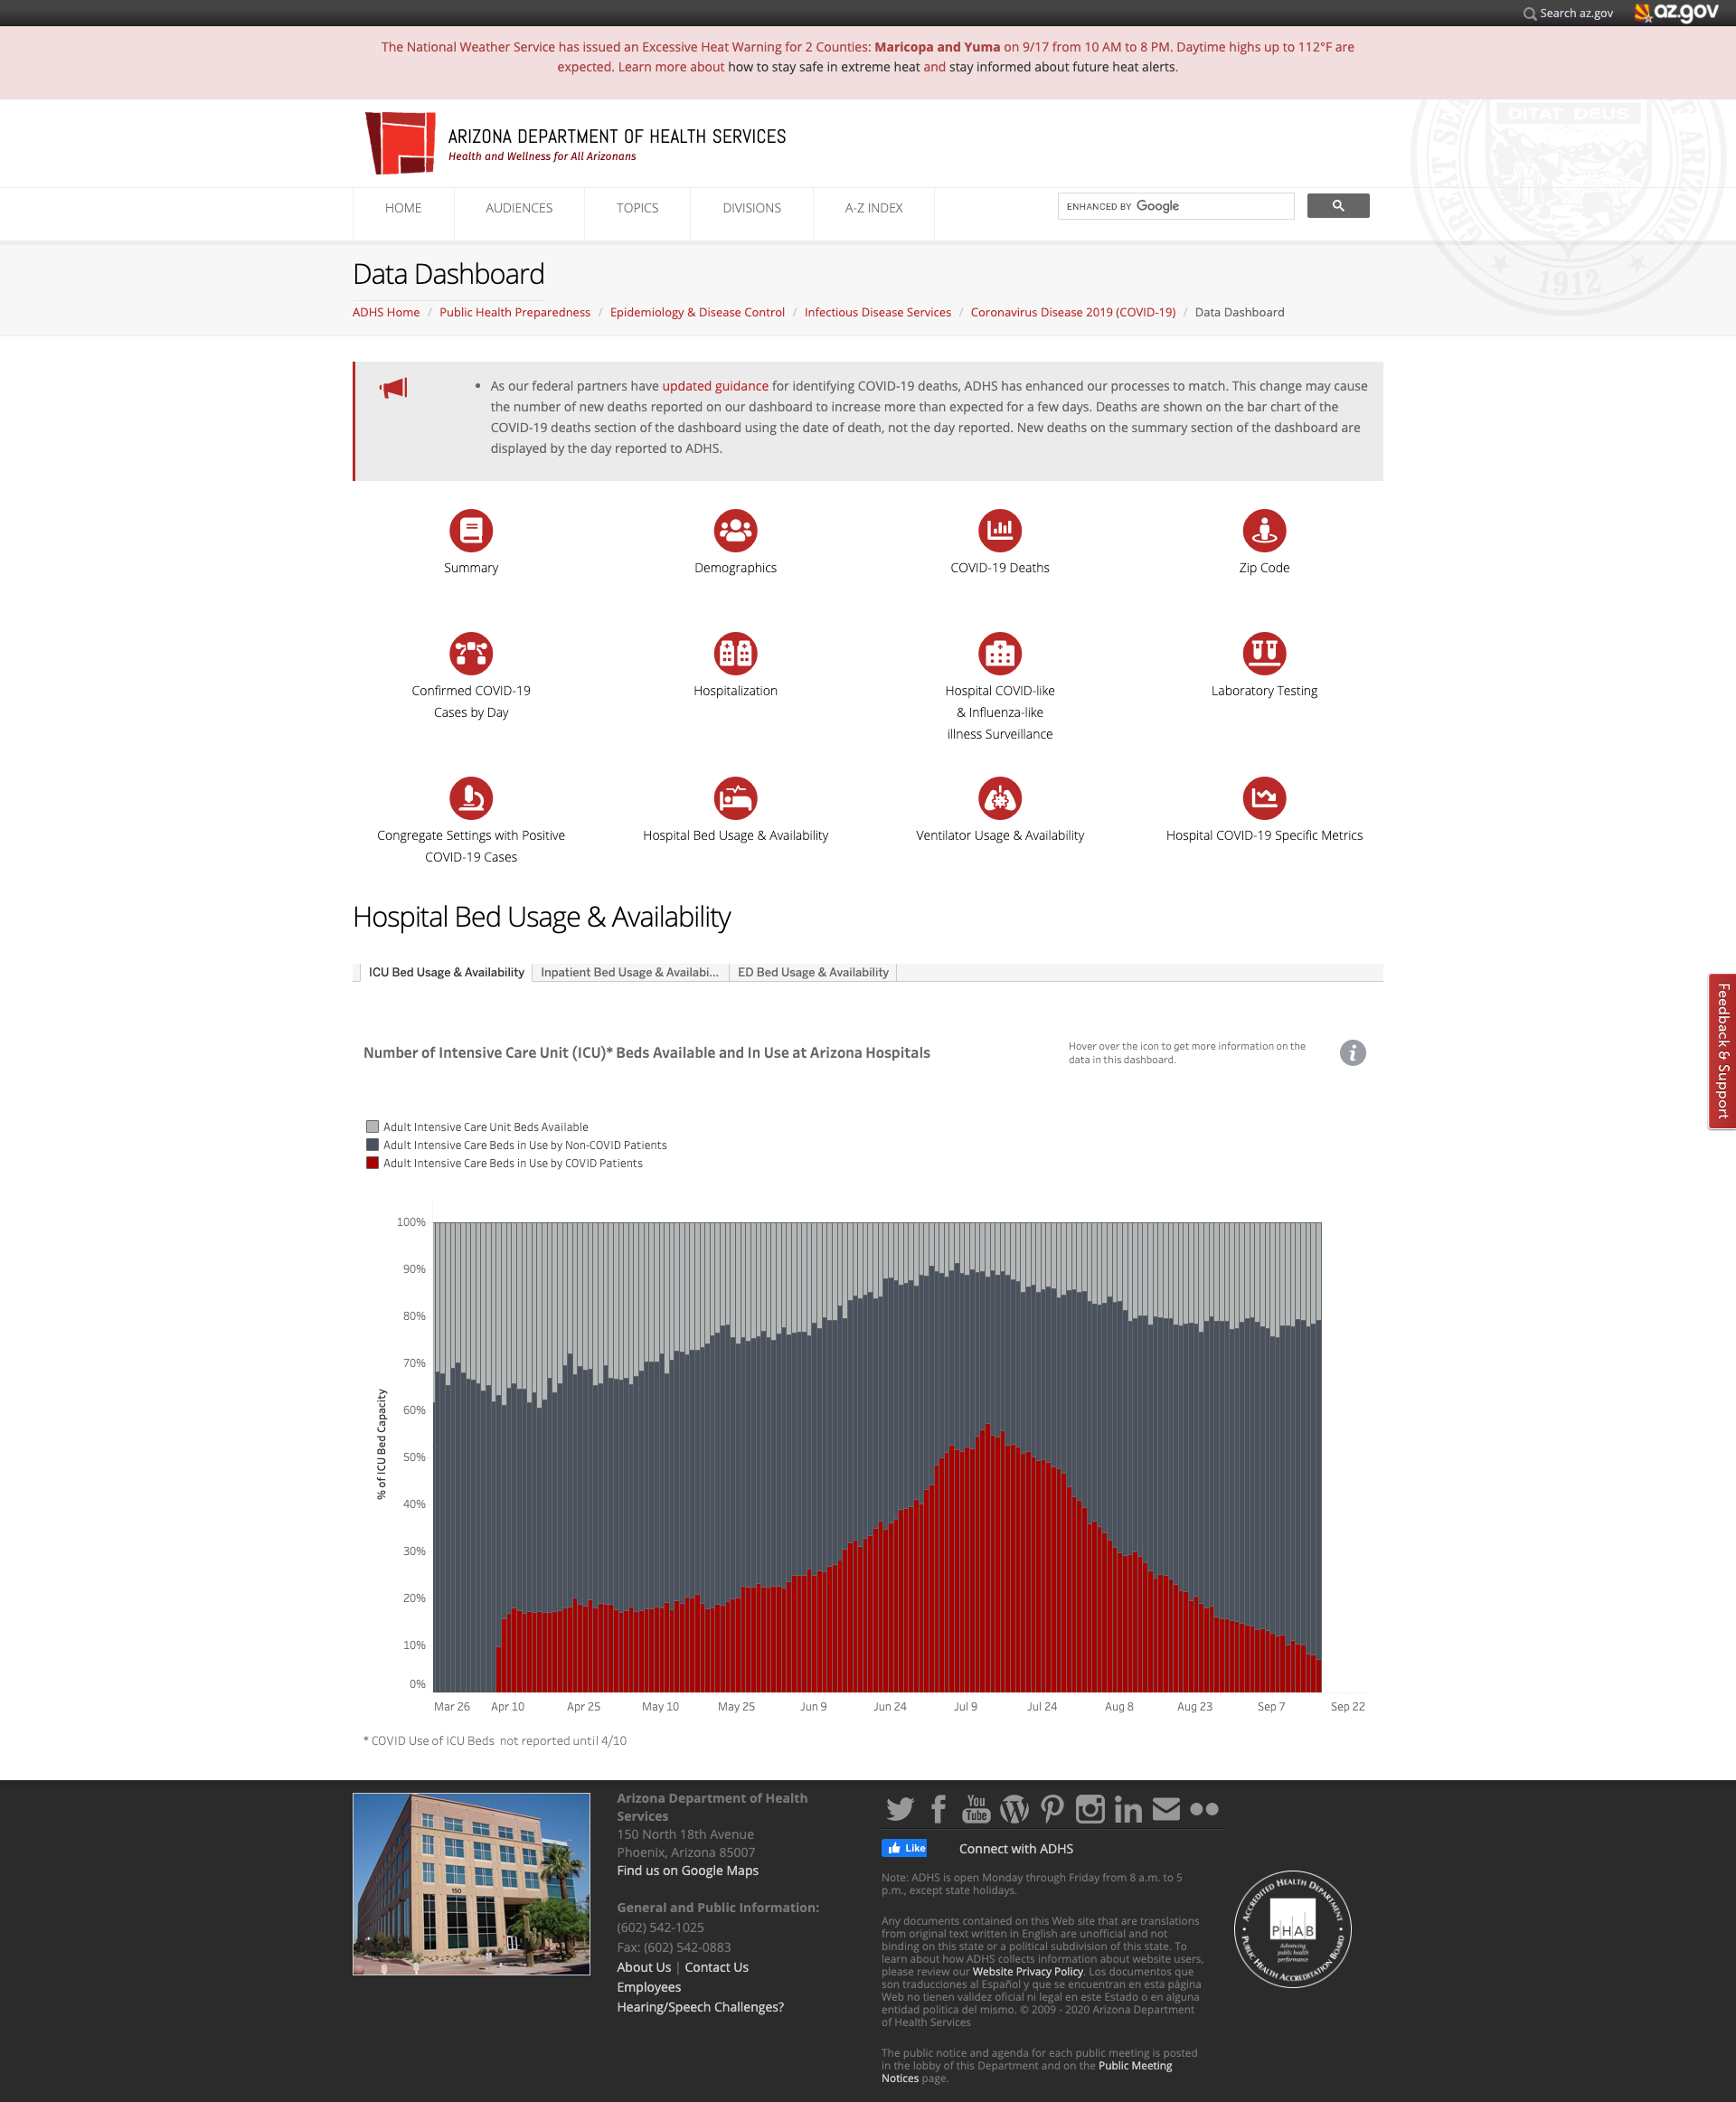 Search az.gov
az.gov
The National Weather Service has issued an Excessive Heat Warning for 2 Counties: Maricopa and Yuma on 9/17 from 10 AM to 8 PM. Daytime highs up to 112°F are
expected. Learn more about how to stay safe in extreme heat and stay informed about future heat alerts.
DITAT DEUS
GREAT SEAL
ARIZONA
1912
ARIZONA DEPARTMENT OF HEALTH SERVICES
Health and Wellness for All Arizonans
HOME
AUDIENCES
TOPICS
DIVISIONS
A-Z INDEX
ENHANCED BY Google
Data Dashboard
ADHS Home / Public Health Preparedness / Epidemiology & Disease Control / Infectious Disease Services / Coronavirus Disease 2019 (COVID-19) / Data Dashboard
• As our federal partners have updated guidance for identifying COVID-19 deaths, ADHS has enhanced our processes to match. This change may cause
the number of new deaths reported on our dashboard to increase more than expected for a few days. Deaths are shown on the bar chart of the
COVID-19 deaths section of the dashboard using the date of death, not the day reported. New deaths on the summary section of the dashboard are
displayed by the day reported to ADHS.
Summary
Demographics
COVID-19 Deaths
Zip Code
Confirmed COVID-19
Cases by Day
Hospitalization
Hospital COVID-like
& Influenza-like
illness Surveillance
Laboratory Testing
Congregate Settings with Positive
COVID-19 Cases
Hospital Bed Usage & Availability
Ventilator Usage & Availability
Hospital COVID-19 Specific Metrics
Hospital Bed Usage & Availability
ICU Bed Usage & Availability
Inpatient Bed Usage & Availabi...
ED Bed Usage & Availability
Feedback & Support
Number of Intensive Care Unit (ICU)* Beds Available and In Use at Arizona Hospitals
Hover over the icon to get more information on the
data in this dashboard.
i
Adult Intensive Care Unit Beds Available
Adult Intensive Care Beds in Use by Non-COVID Patients
Adult Intensive Care Beds in Use by COVID Patients
% of ICU Bed Capacity
100%
90%
80%
70%
60%
50%
40%
30%
20%
10%
0%
Mar 26
Apr 10
Apr 25
May 10
May 25
Jun 9
Jun 24
Jul 9
Jul 24
Aug 8
Aug 23
Sep 7
Sep 22
* COVID Use of ICU Beds  not reported until 4/10
150
Arizona Department of Health
Services
150 North 18th Avenue
Phoenix, Arizona 85007
Find us on Google Maps
General and Public Information:
(602) 542-1025
Fax: (602) 542-0883
About Us | Contact Us
Employees
Hearing/Speech Challenges?
You
Tube
Like
Connect with ADHS
Note: ADHS is open Monday through Friday from 8 a.m. to 5
p.m., except state holidays.
Any documents contained on this Web site that are translations
from original text written in English are unofficial and not
binding on this state or a political subdivision of this state. To
learn about how ADHS collects information about website users,
please review our Website Privacy Policy. Los documentos que
son traducciones al Español y que se encuentran en esta página
Web no tienen validez oficial ni legal en este Estado o en alguna
entidad politica del mismo. © 2009 - 2020 Arizona Department
of Health Services
The public notice and agenda for each public meeting is posted
in the lobby of this Department and on the Public Meeting
Notices page.
ACCREDITED HEALTH DEPARTMENT
PHAB
Advancing
public health
performance
PUBLIC HEALTH ACCREDITATION BOARD